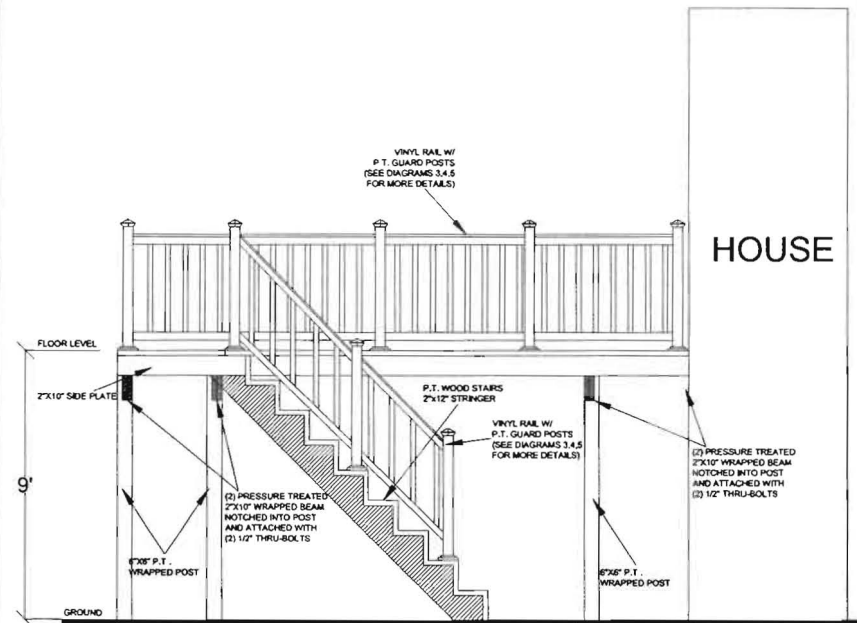 VINYL RAIL W/
P.T. GUARD POSTS
(SEE DIAGRAMS 3,4,5
FOR MORE DETAILS)
HOUSE
FLOOR LEVEL
2"X10" SIDE PLATE
P.T. WOOD STAIRS
2"x12" STRINGER
VINYL RAIL W/
P.T. GUARD POSTS
(SEE DIAGRAMS 3,4,5
FOR MORE DETAILS)
(2) PRESSURE TREATED
2"X10" WRAPPED BEAM
NOTCHED INTO POST
AND ATTACHED WITH
(2) 1/2" THRU-BOLTS
9'
(2) PRESSURE TREATED
2"X10" WRAPPED BEAM
NOTCHED INTO POST
AND ATTACHED WITH
(2) 1/2" THRU-BOLTS
6"X6" P.T.
WRAPPED POST
6"X6" P.T.
WRAPPED POST
GROUND